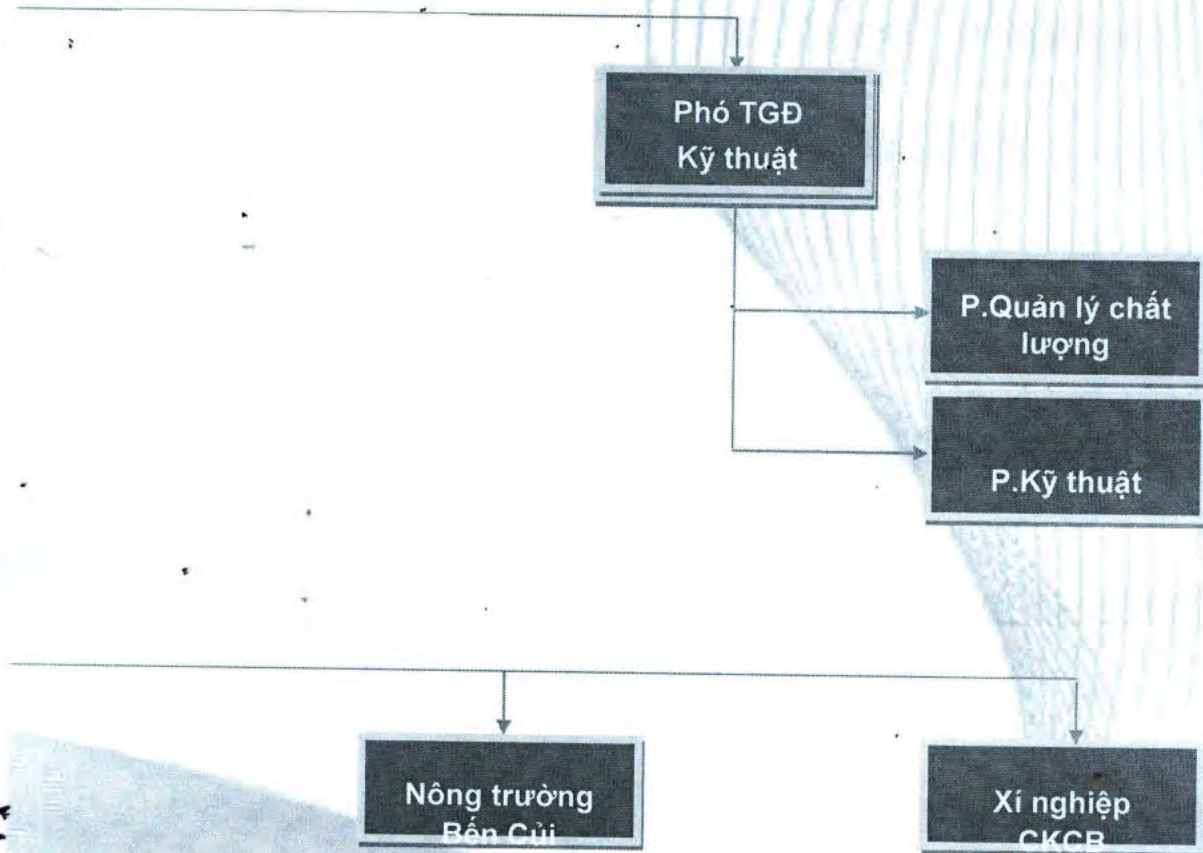 Phó TGĐ
Kỹ thuật
P.Quản lý chất
lượng
P.Kỹ thuật
Nông trường
Bến Củi
Xí nghiệp
CKCB